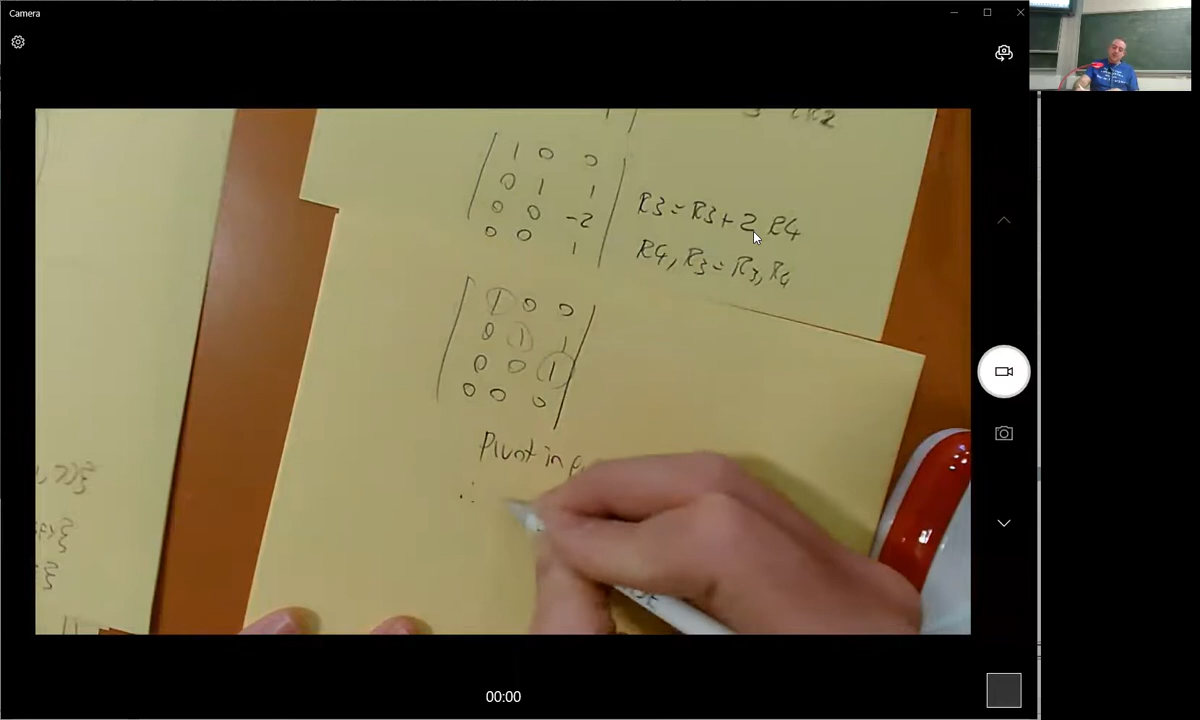 Camera
1 0 0
0 1 1
0 0 -2
0 0 1
R3 = R3 + 2 R4
R4, R3 = R3, R4
1 0 0
0 1 1
0 0 1
0 0 0
Pivot in
∴
00:00